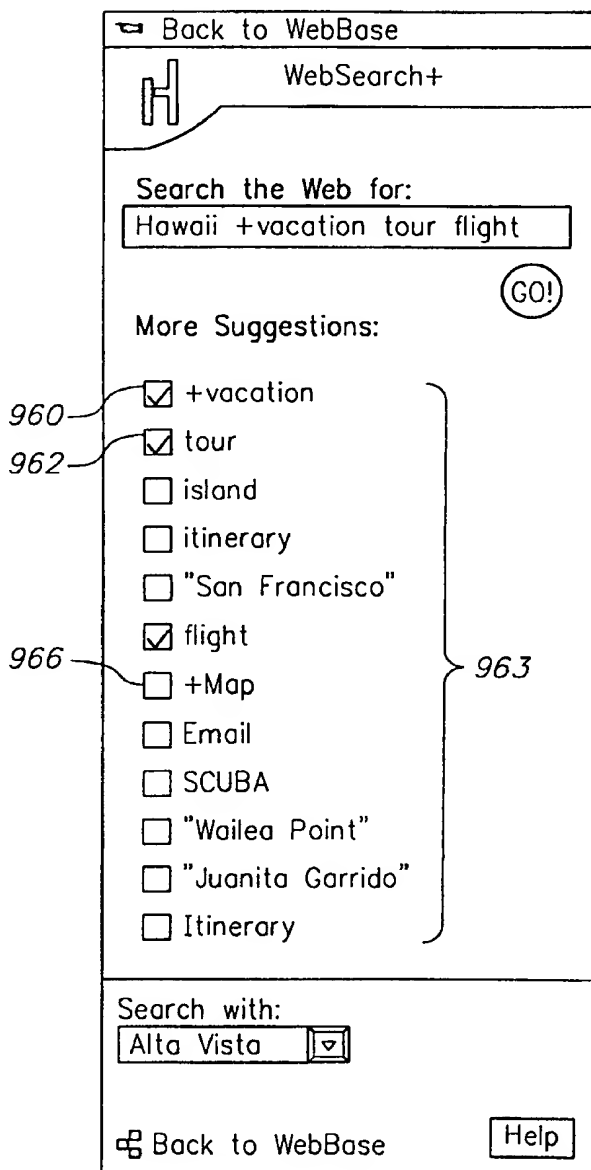 Back to WebBase
WebSearch+
Search the Web for:
Hawaii +vacation tour flight
GO!
More Suggestions:
960
+vacation
962
tour
island
itinerary
"San Francisco"
flight
966
+Map
963
Email
SCUBA
"Wailea Point"
"Juanita Garrido"
Itinerary
Search with:
Alta Vista
Back to WebBase
Help